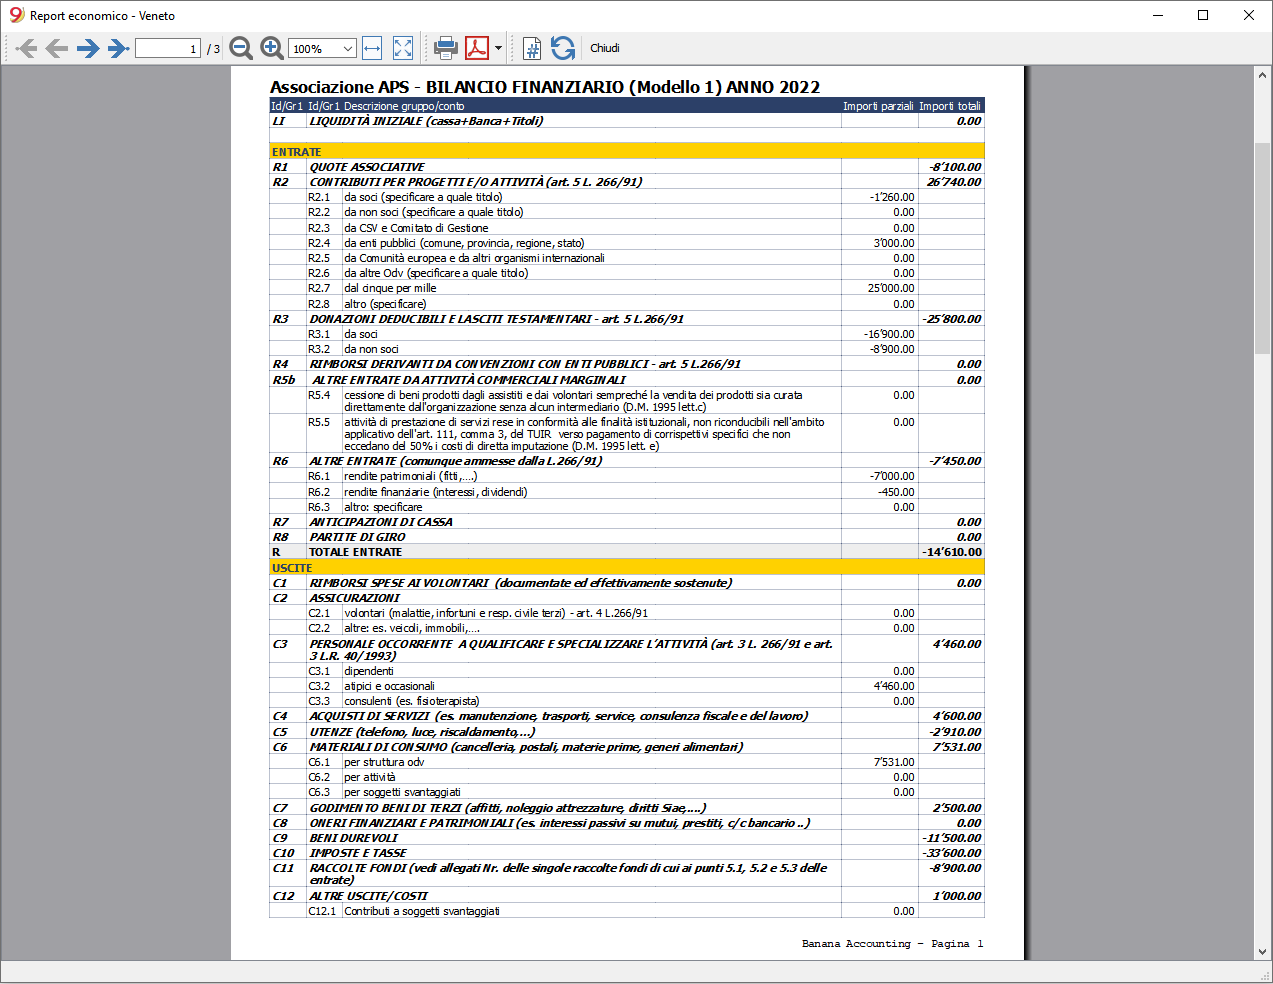 Report economico - Veneto
1 / 3 100% Chiudi
Associazione APS - BILANCIO FINANZIARIO (Modello 1) ANNO 2022
Id/Gr1 Id/Gr1 Descrizione gruppo/conto Importi parziali Importi totali
LI LIQUIDITÀ INIZIALE (cassa+Banca+Titoli) 0.00
ENTRATE
R1 QUOTE ASSOCIATIVE -8'100.00
R2 CONTRIBUTI PER PROGETTI E/O ATTIVITÀ (art. 5 L. 266/91) 26'740.00
R2.1 da soci (specificare a quale titolo) -1'260.00
R2.2 da non soci (specificare a quale titolo) 0.00
R2.3 da CSV e Comitato di Gestione 0.00
R2.4 da enti pubblici (comune, provincia, regione, stato) 3'000.00
R2.5 da Comunità europea e da altri organismi internazionali 0.00
R2.6 da altre Odv (specificare a quale titolo) 0.00
R2.7 dal cinque per mille 25'000.00
R2.8 altro (specificare) 0.00
R3 DONAZIONI DEDUCIBILI E LASCITI TESTAMENTARI - art. 5 L.266/91 -25'800.00
R3.1 da soci -16'900.00
R3.2 da non soci -8'900.00
R4 RIMBORSI DERIVANTI DA CONVENZIONI CON ENTI PUBBLICI - art. 5 L.266/91 0.00
R5b ALTRE ENTRATE DA ATTIVITÀ COMMERCIALI MARGINALI 0.00
R5.4 cessione di beni prodotti dagli assistiti e dai volontari sempreché la vendita dei prodotti sia curata 0.00
direttamente dall'organizzazione senza alcun intermediario (D.M. 1995 lett.c)
R5.5 attività di prestazione di servizi rese in conformità alle finalità istituzionali, non riconducibili nell'ambito 0.00
applicativo dell'art. 111, comma 3, del TUIR verso pagamento di corrispettivi specifici che non
eccedano del 50% i costi di diretta imputazione (D.M. 1995 lett. e)
R6 ALTRE ENTRATE (comunque ammesse dalla L.266/91) -7'450.00
R6.1 rendite patrimoniali (fitti,....) -7'000.00
R6.2 rendite finanziarie (interessi, dividendi) -450.00
R6.3 altro: specificare 0.00
R7 ANTICIPAZIONI DI CASSA 0.00
R8 PARTITE DI GIRO 0.00
R TOTALE ENTRATE -14'610.00
USCITE
C1 RIMBORSI SPESE AI VOLONTARI (documentate ed effettivamente sostenute) 0.00
C2 ASSICURAZIONI
C2.1 volontari (malattie, infortuni e resp. civile terzi) - art. 4 L.266/91 0.00
C2.2 altre: es. veicoli, immobili,.... 0.00
C3 PERSONALE OCCORRENTE A QUALIFICARE E SPECIALIZZARE L'ATTIVITÀ (art. 3 L. 266/91 e art. 4'460.00
3 L.R. 40/1993)
C3.1 dipendenti 0.00
C3.2 atipici e occasionali 4'460.00
C3.3 consulenti (es. fisioterapista) 0.00
C4 ACQUISTI DI SERVIZI (es. manutenzione, trasporti, service, consulenza fiscale e del lavoro) 4'600.00
C5 UTENZE (telefono, luce, riscaldamento,...) -2'910.00
C6 MATERIALI DI CONSUMO (cancelleria, postali, materie prime, generi alimentari) 7'531.00
C6.1 per struttura odv 7'531.00
C6.2 per attività 0.00
C6.3 per soggetti svantaggiati 0.00
C7 GODIMENTO BENI DI TERZI (affitti, noleggio attrezzature, diritti Siae,....) 2'500.00
C8 ONERI FINANZIARI E PATRIMONIALI (es. interessi passivi su mutui, prestiti, c/c bancario ..) 0.00
C9 BENI DUREVOLI -11'500.00
C10 IMPOSTE E TASSE -33'600.00
C11 RACCOLTE FONDI (vedi allegati Nr. delle singole raccolte fondi di cui ai punti 5.1, 5.2 e 5.3 delle -8'900.00
entrate)
C12 ALTRE USCITE/COSTI 1'000.00
C12.1 Contributi a soggetti svantaggiati 0.00
Banana Accounting - Pagina 1